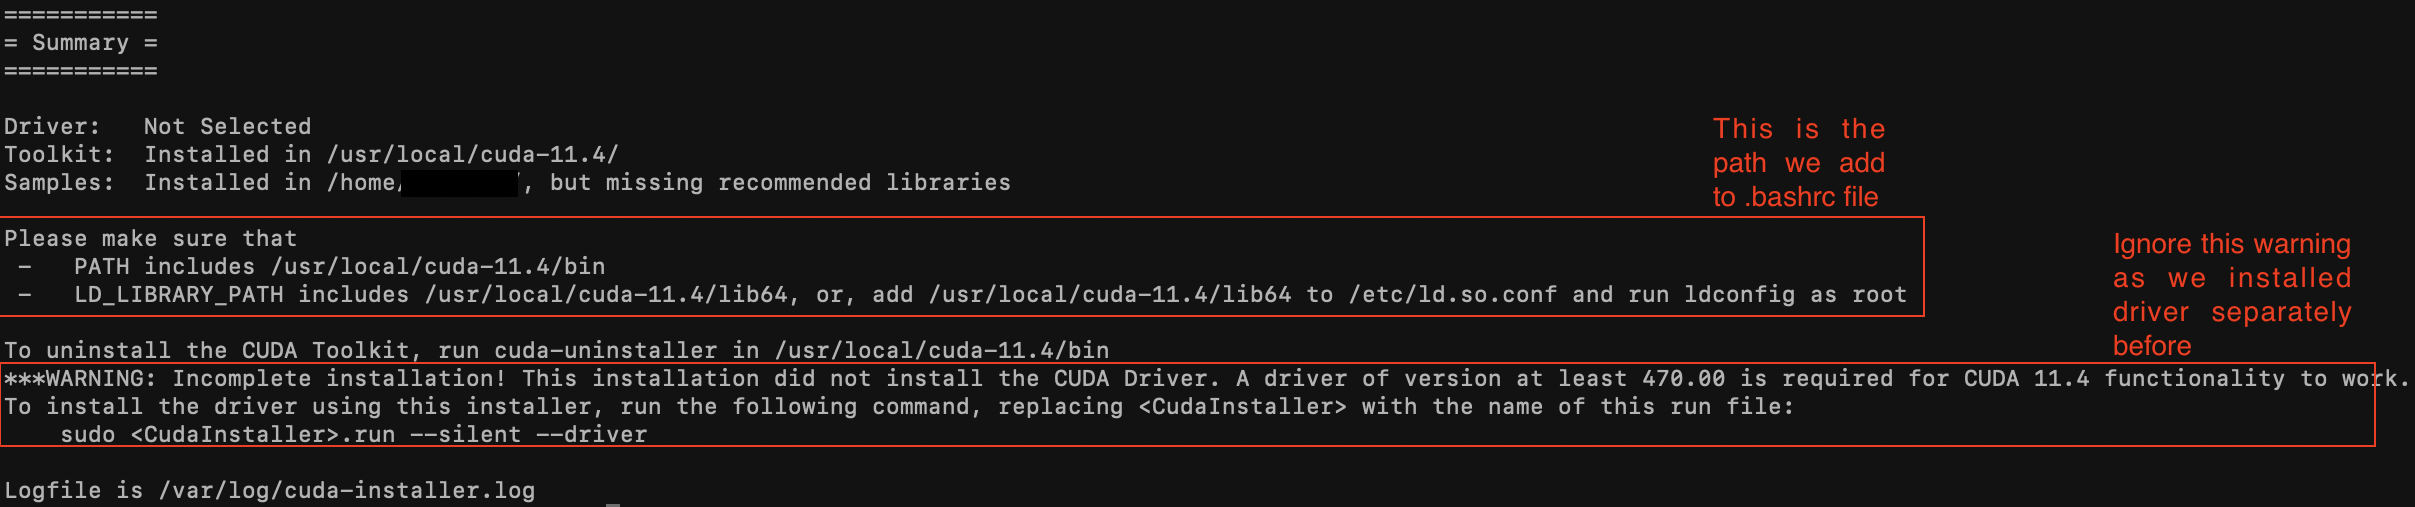 ===========
= Summary =
===========
Driver:   Not Selected
Toolkit:  Installed in /usr/local/cuda-11.4/
Samples:  Installed in /home/ , but missing recommended libraries
This is the
path we add
to .bashrc file
Please make sure that
 -   PATH includes /usr/local/cuda-11.4/bin
 -   LD_LIBRARY_PATH includes /usr/local/cuda-11.4/lib64, or, add /usr/local/cuda-11.4/lib64 to /etc/ld.so.conf and run ldconfig as root
Ignore this warning
as we installed
driver separately
before
To uninstall the CUDA Toolkit, run cuda-uninstaller in /usr/local/cuda-11.4/bin
***WARNING: Incomplete installation! This installation did not install the CUDA Driver. A driver of version at least 470.00 is required for CUDA 11.4 functionality to work.
To install the driver using this installer, run the following command, replacing <CudaInstaller> with the name of this run file:
    sudo <CudaInstaller>.run --silent --driver
Logfile is /var/log/cuda-installer.log